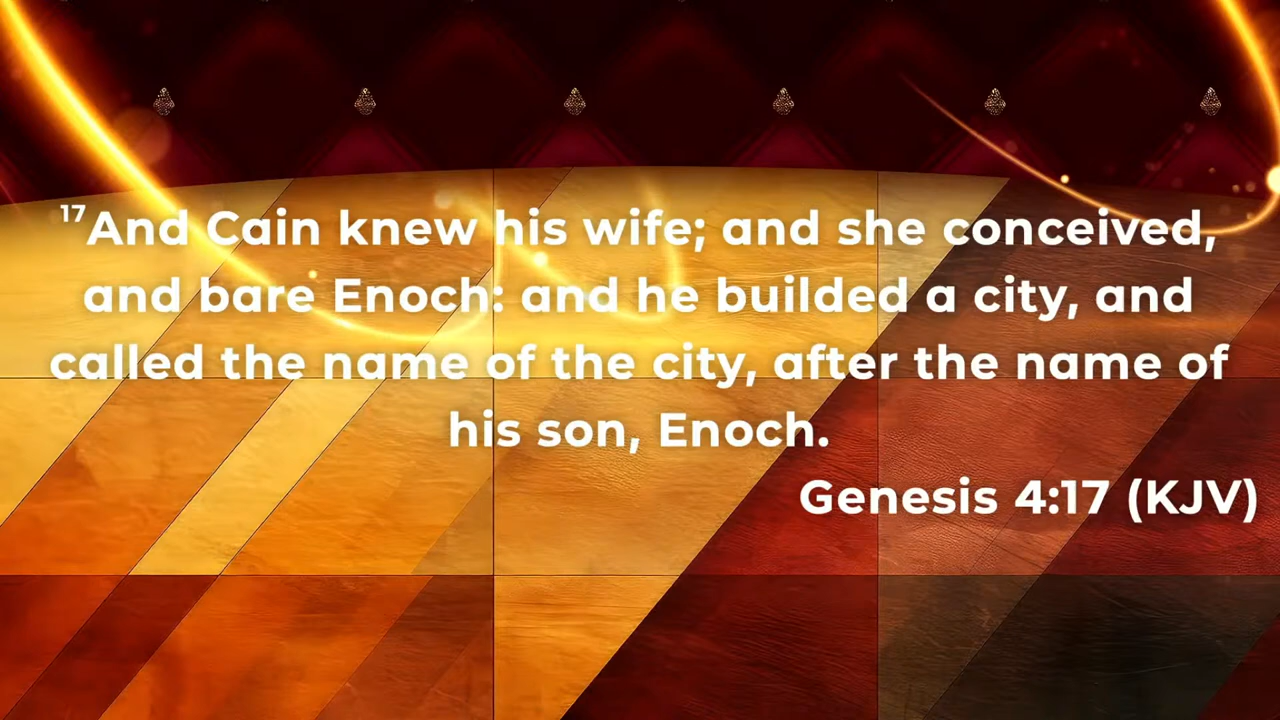 ¹⁷And Cain knew his wife; and she conceived,
and bare Enoch: and he builded a city, and
called the name of the city, after the name of
his son, Enoch.
Genesis 4:17 (KJV)